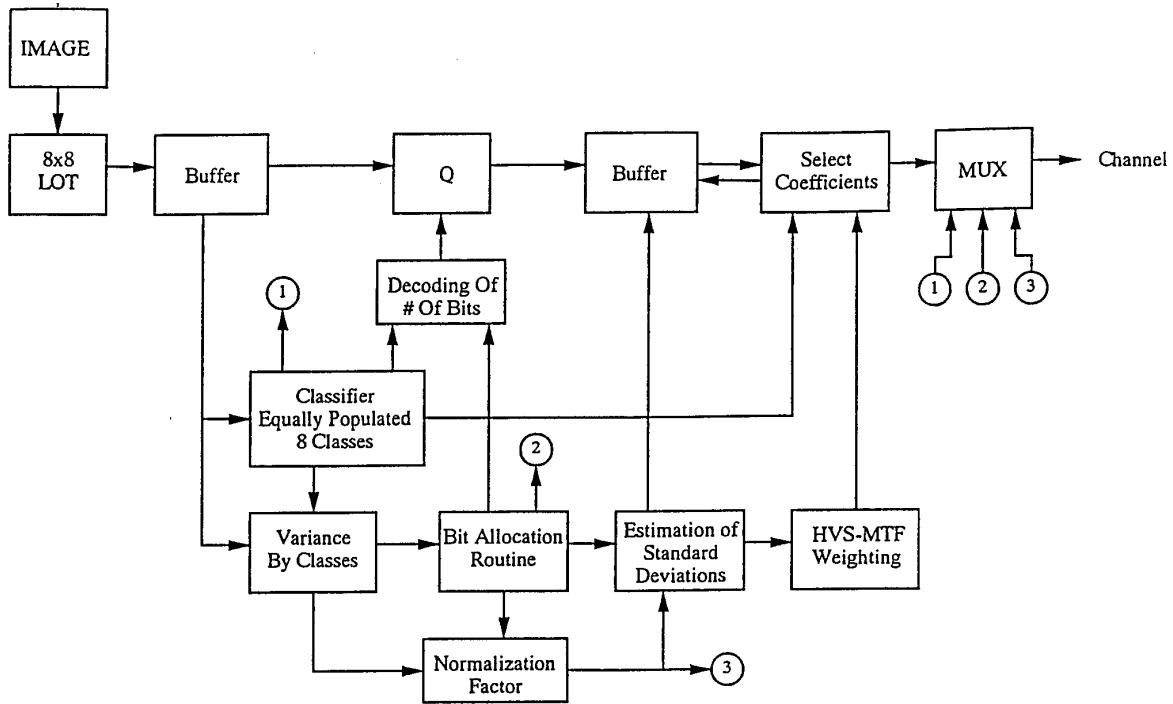 IMAGE
8x8
LOT
Buffer
Q
Buffer
Select
Coefficients
MUX
Channel
1
2
3
Decoding Of
# Of Bits
1
Classifier
Equally Populated
8 Classes
2
Variance
By Classes
Bit Allocation
Routine
Estimation of
Standard
Deviations
HVS-MTF
Weighting
Normalization
Factor
3